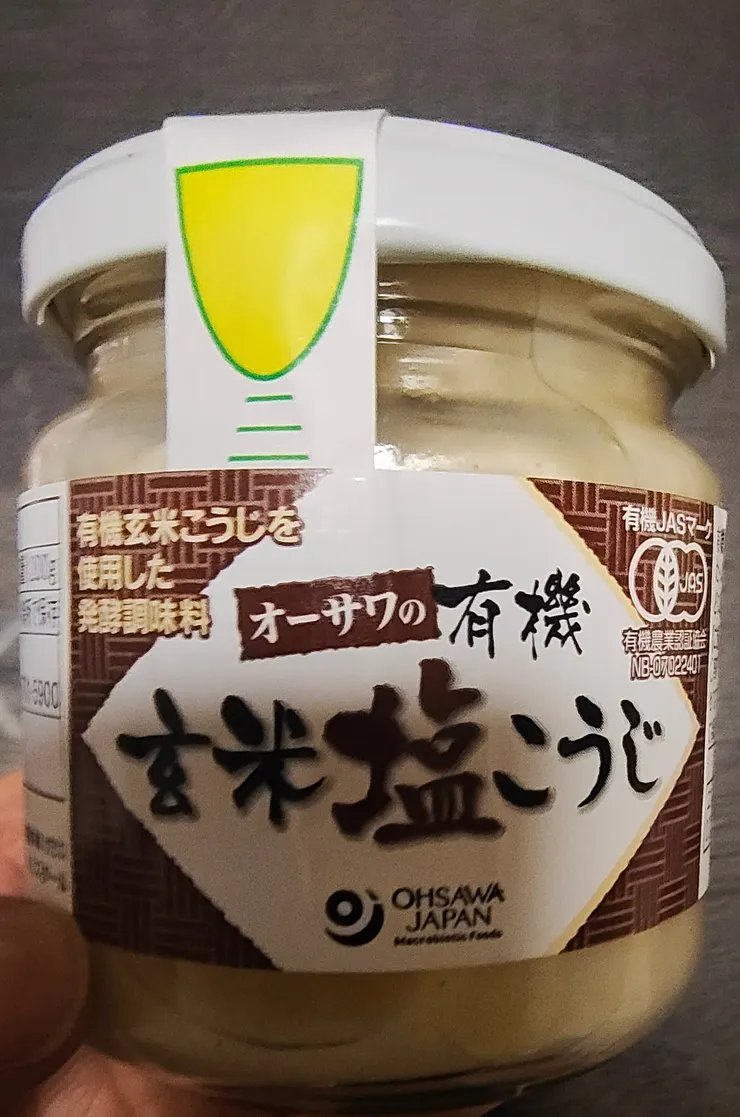 有機玄米こうじを
使用した
発酵調味料
オーサワの有機
玄米塩こうじ
有機JASマーク
JAS
有機農業認証協会
NB-07022401
OHSAWA
JAPAN
Macrobiotic Foods